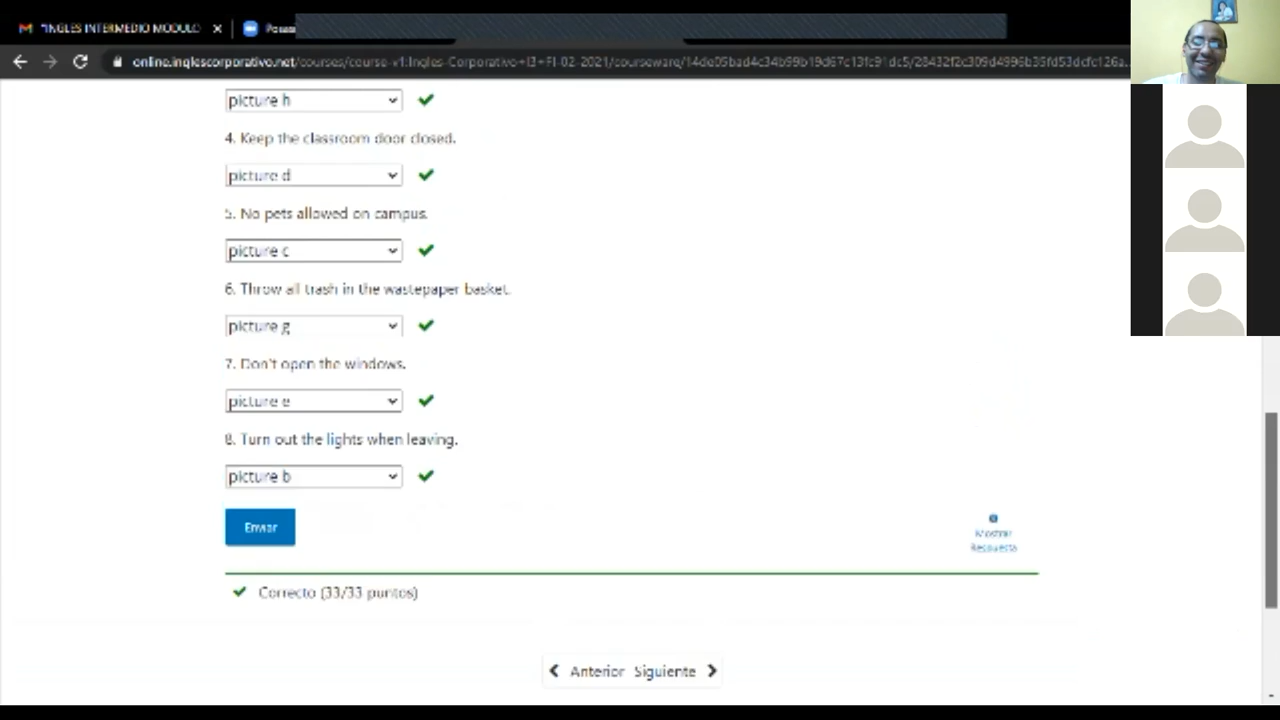 "INGLES INTERMEDIO MODULO
online.inglescorporativo.net/courses/course-v1:Ingles-Corporativo+I3+FI-02-2021/courseware/
picture h
4. Keep the classroom door closed.
picture d
5. No pets allowed on campus.
picture c
6. Throw all trash in the wastepaper basket.
picture g
7. Don't open the windows.
picture e
8. Turn out the lights when leaving.
picture b
Enviar
Mostrar
Respuesta
Correcto (33/33 puntos)
Anterior Siguiente